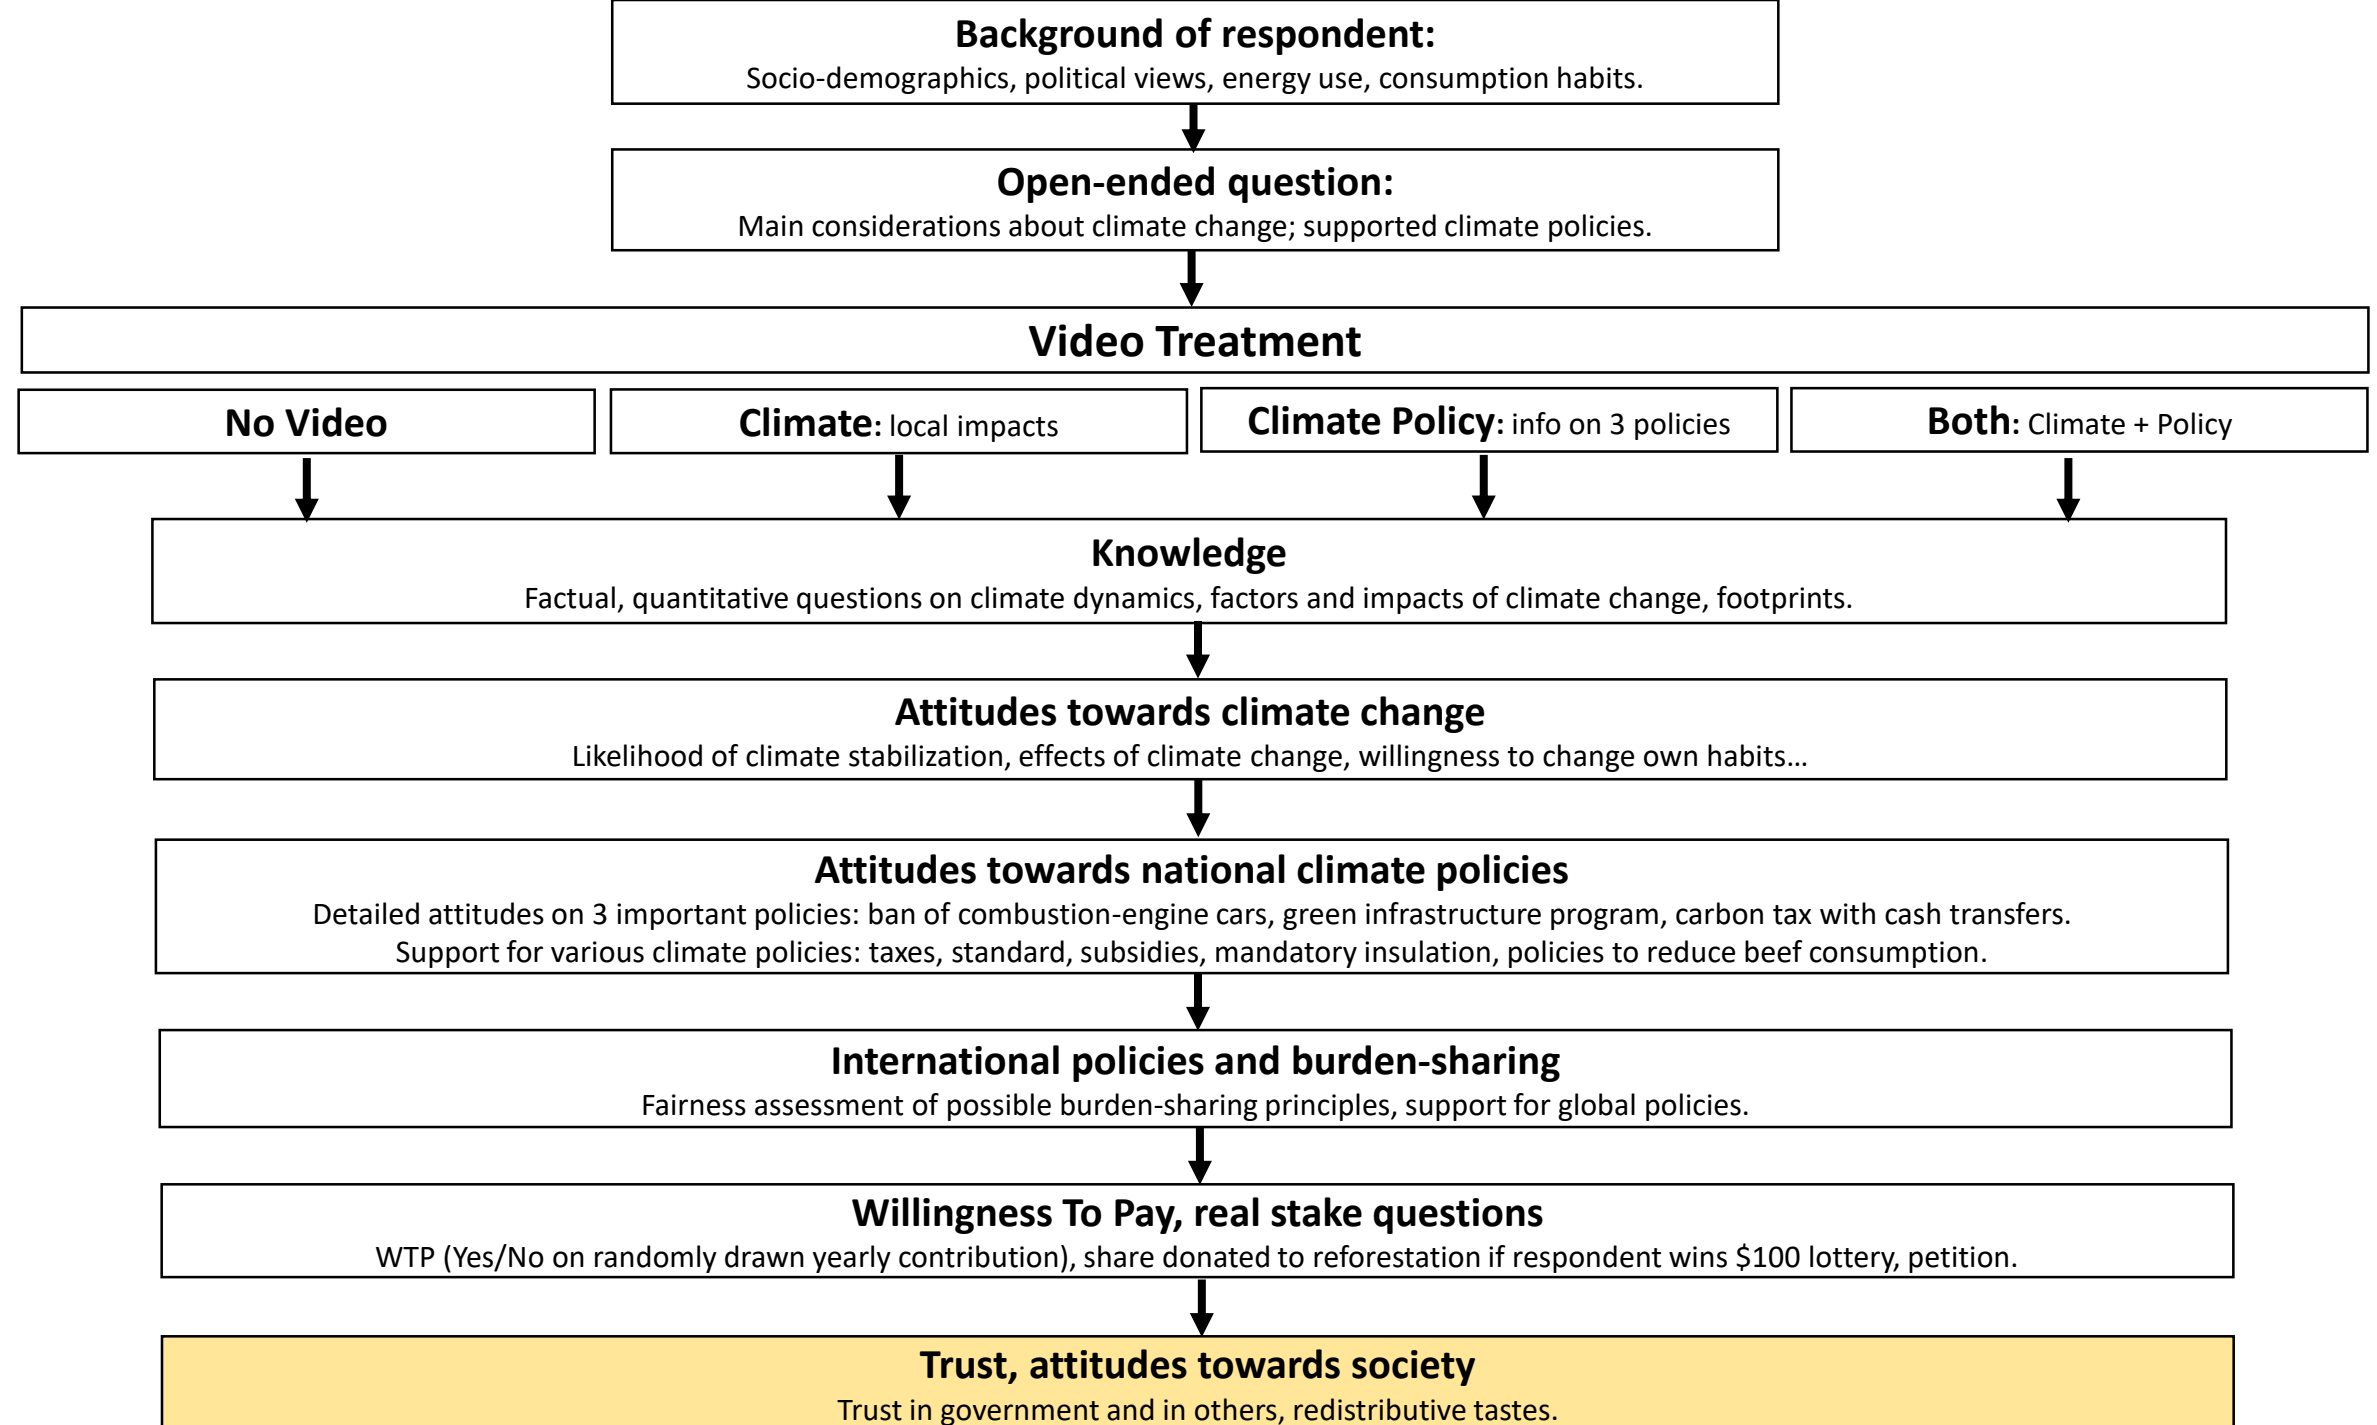 Background of respondent:
Socio-demographics, political views, energy use, consumption habits.
Open-ended question:
Main considerations about climate change; supported climate policies.
Video Treatment
No Video
Climate: local impacts
Climate Policy: info on 3 policies
Both: Climate + Policy
Knowledge
Factual, quantitative questions on climate dynamics, factors and impacts of climate change, footprints.
Attitudes towards climate change
Likelihood of climate stabilization, effects of climate change, willingness to change own habits…
Attitudes towards national climate policies
Detailed attitudes on 3 important policies: ban of combustion-engine cars, green infrastructure program, carbon tax with cash transfers.
Support for various climate policies: taxes, standard, subsidies, mandatory insulation, policies to reduce beef consumption.
International policies and burden-sharing
Fairness assessment of possible burden-sharing principles, support for global policies.
Willingness To Pay, real stake questions
WTP (Yes/No on randomly drawn yearly contribution), share donated to reforestation if respondent wins $100 lottery, petition.
Trust, attitudes towards society
Trust in government and in others, redistributive tastes.